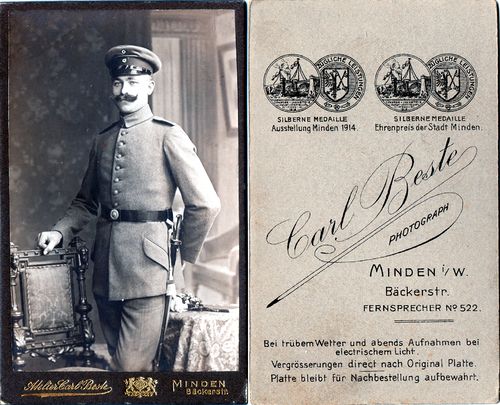 Atelier Carl Beste
MINDEN
Bäckerstr.
SILBERNE MEDAILLE
Ausstellung Minden 1914.
SILBERNE MEDAILLE
Ehrenpreis der Stadt Minden.
Carl Beste
PHOTOGRAPH
MINDEN i/W.
Bäckerstr.
FERNSPRECHER No 522.
Bei trübem Wetter und abends Aufnahmen bei
electrischem Licht.
Vergrösserungen direct nach Original Platte.
Platte bleibt für Nachbestellung aufbewahrt.